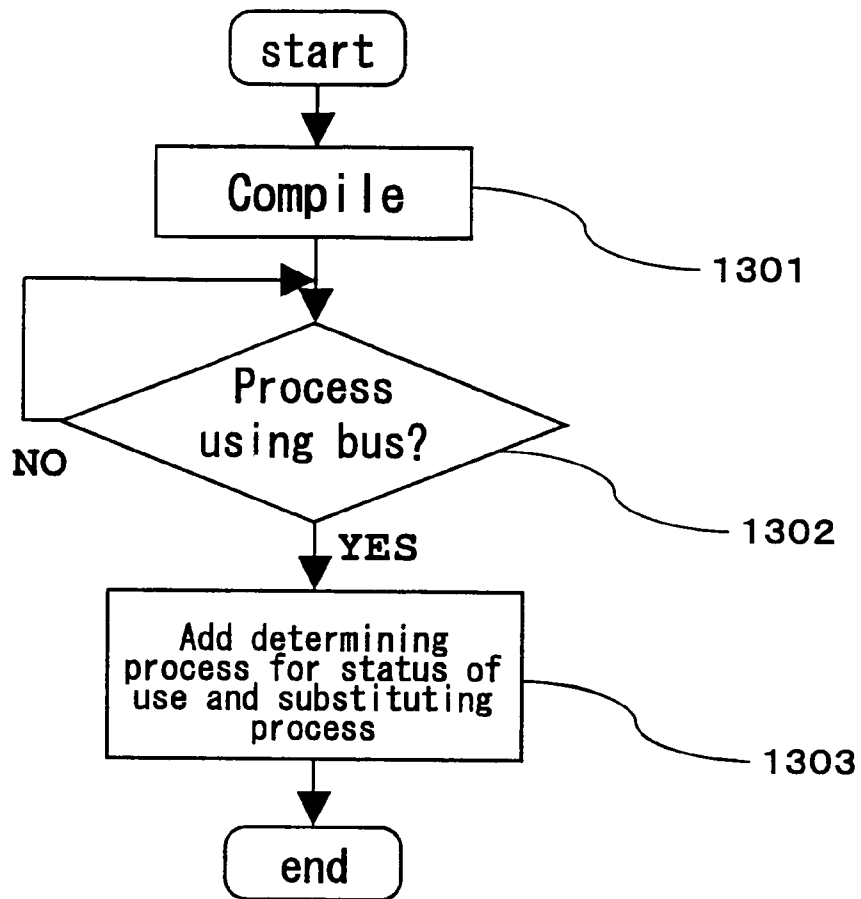 start
Compile
1301
Process
using bus?
NO
1302
YES
Add determining
process for status of
use and substituting
process
1303
end